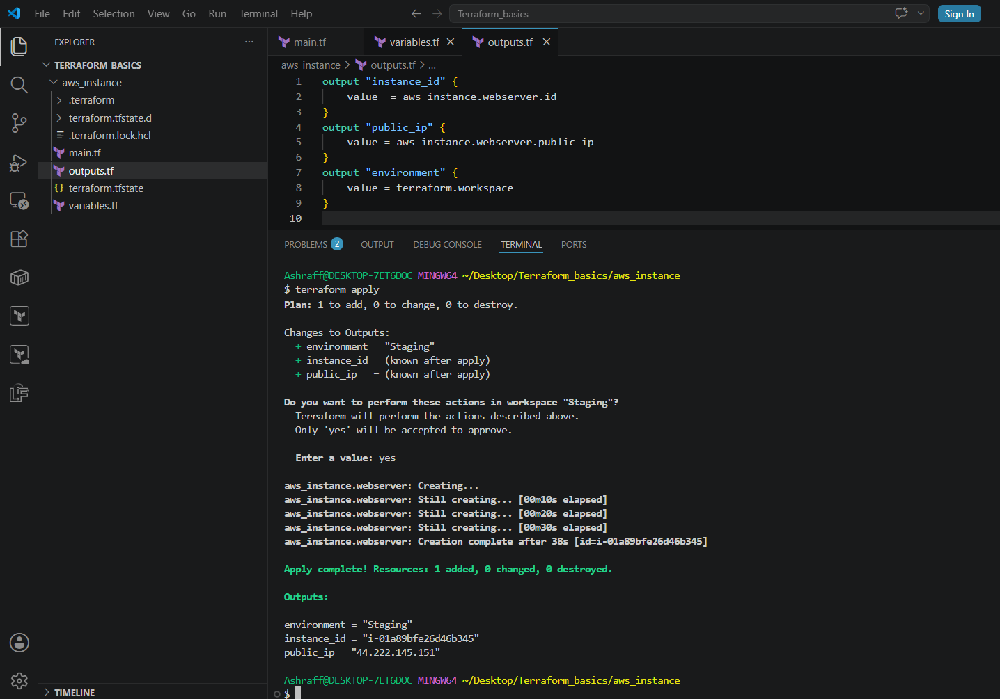 File Edit Selection View Go Run Terminal Help
Terraform_basics
Sign In
EXPLORER
TERRAFORM_BASICS
aws_instance
.terraform
terraform.tfstate.d
.terraform.lock.hcl
main.tf
outputs.tf
terraform.tfstate
variables.tf
TIMELINE
main.tf variables.tf outputs.tf
aws_instance > outputs.tf > ...
1 output "instance_id" {
2     value  = aws_instance.webserver.id
3 }
4 output "public_ip" {
5     value = aws_instance.webserver.public_ip
6 }
7 output "environment" {
8     value = terraform.workspace
9 }
10
PROBLEMS 2 OUTPUT DEBUG CONSOLE TERMINAL PORTS
Ashraff@DESKTOP-7ET6DOC MINGW64 ~/Desktop/Terraform_basics/aws_instance
$ terraform apply
Plan: 1 to add, 0 to change, 0 to destroy.
Changes to Outputs:
  + environment = "Staging"
  + instance_id = (known after apply)
  + public_ip   = (known after apply)
Do you want to perform these actions in workspace "Staging"?
  Terraform will perform the actions described above.
  Only 'yes' will be accepted to approve.
  Enter a value: yes
aws_instance.webserver: Creating...
aws_instance.webserver: Still creating... [00m10s elapsed]
aws_instance.webserver: Still creating... [00m20s elapsed]
aws_instance.webserver: Still creating... [00m30s elapsed]
aws_instance.webserver: Creation complete after 38s [id=i-01a89bfe26d46b345]
Apply complete! Resources: 1 added, 0 changed, 0 destroyed.
Outputs:
environment = "Staging"
instance_id = "i-01a89bfe26d46b345"
public_ip = "44.222.145.151"
Ashraff@DESKTOP-7ET6DOC MINGW64 ~/Desktop/Terraform_basics/aws_instance
$